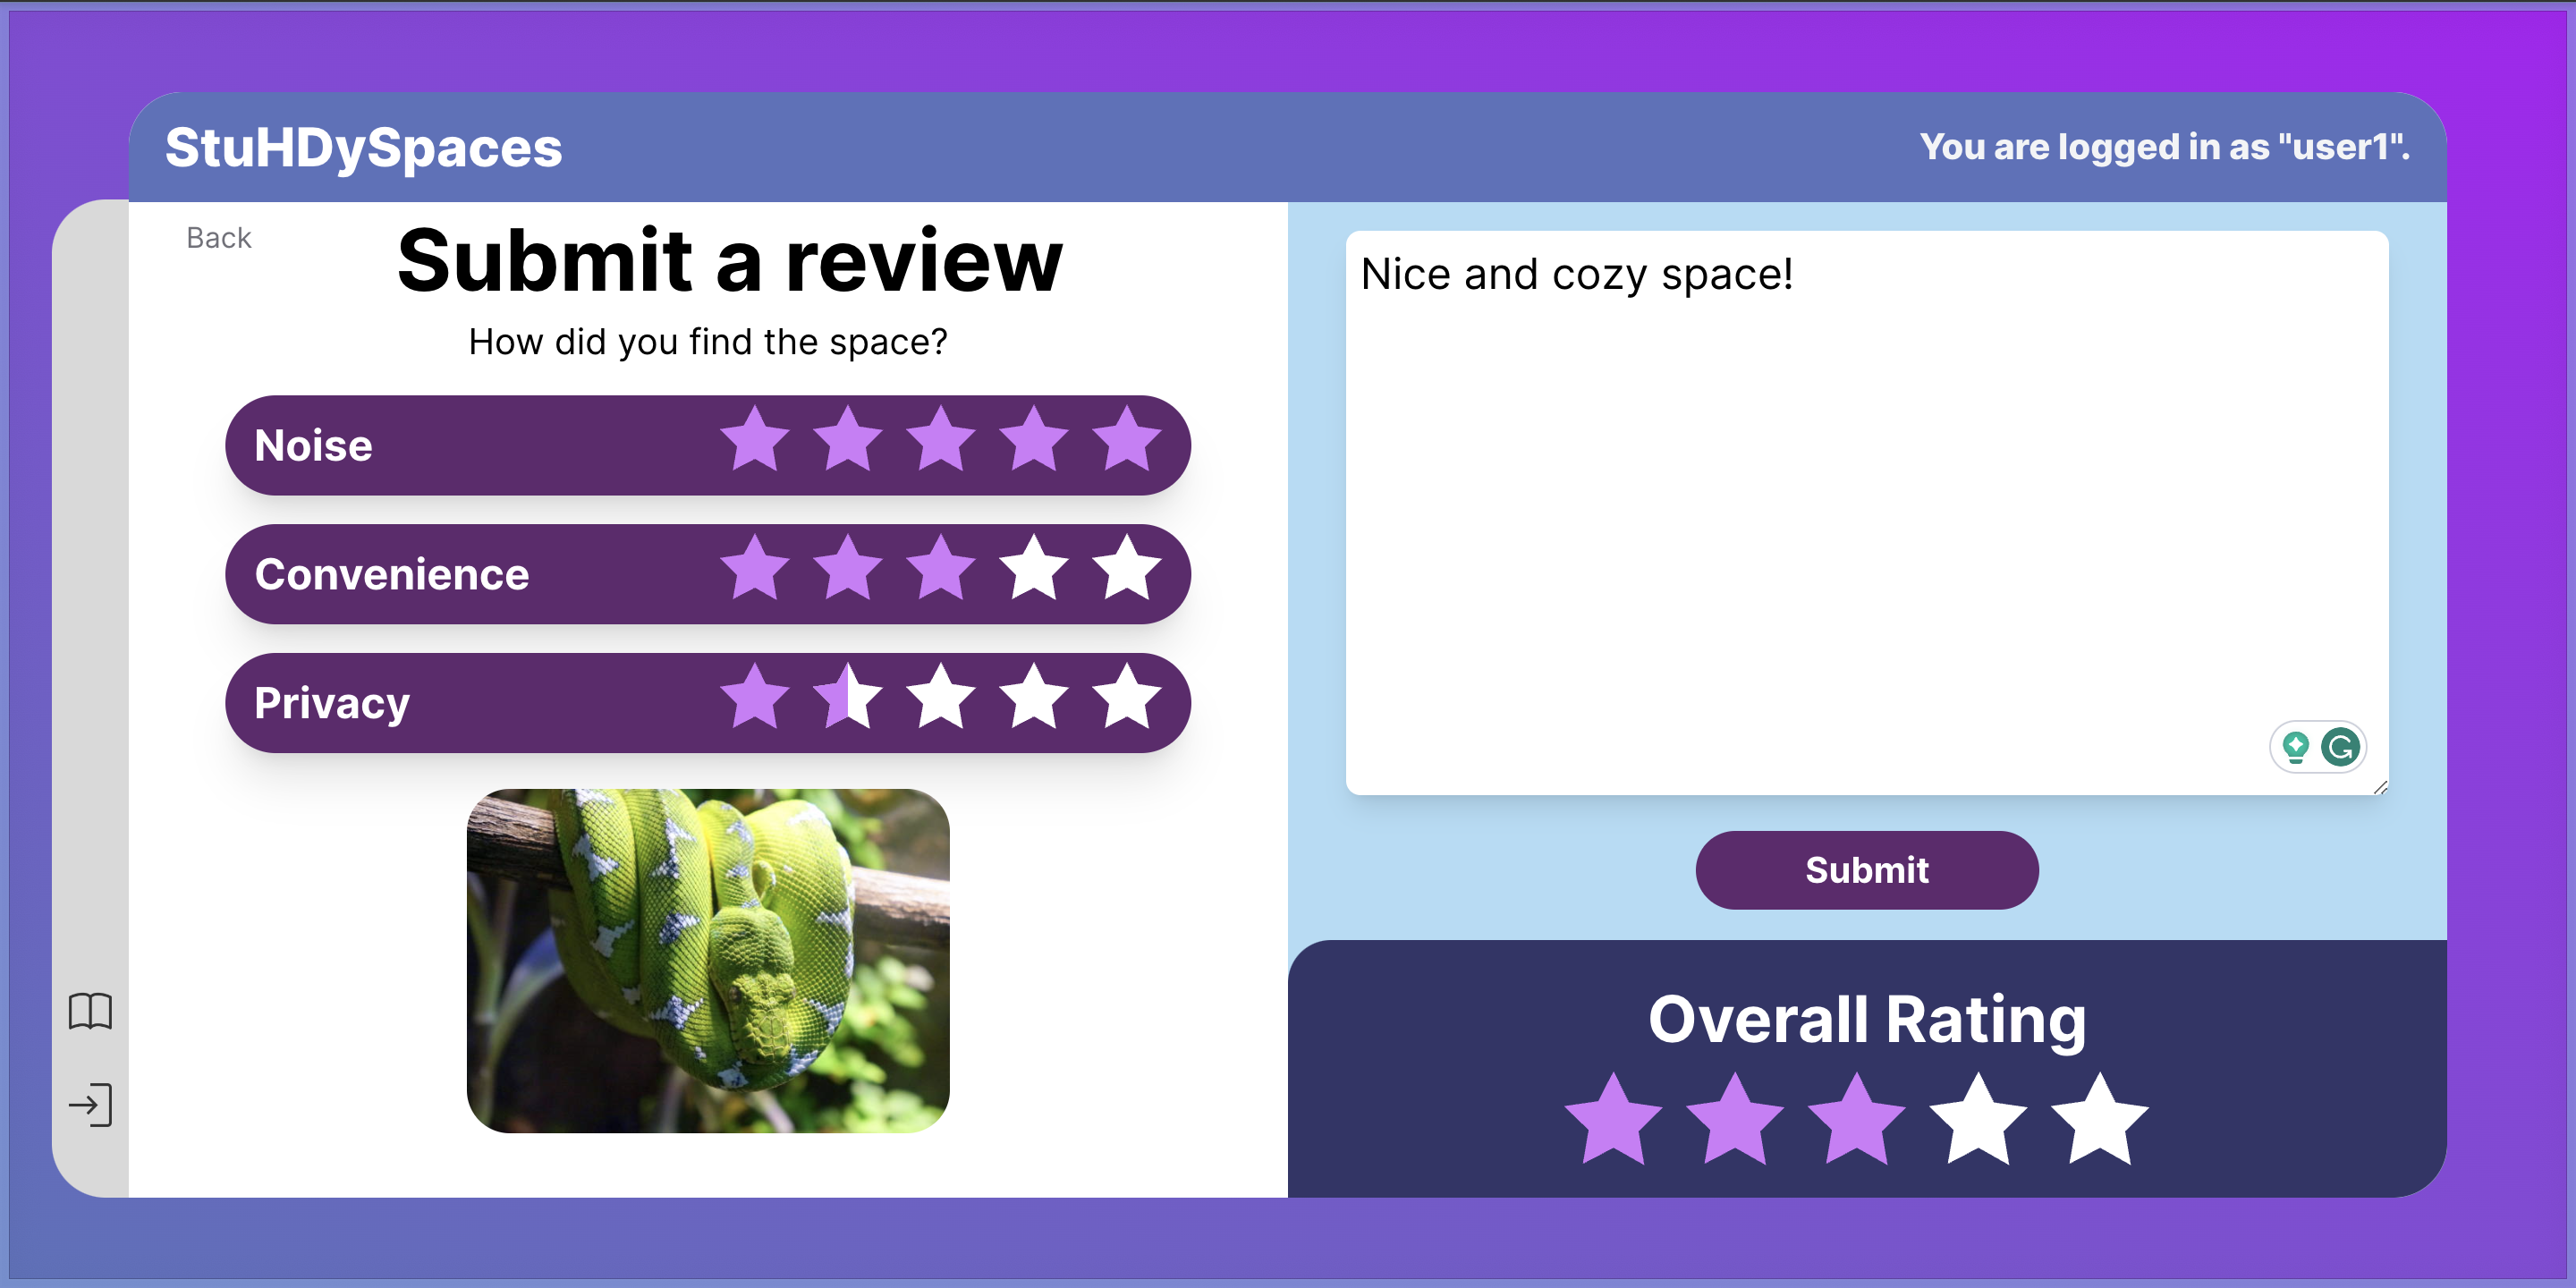 StuHDySpaces
You are logged in as "user1".
Back
Submit a review
How did you find the space?
Noise
Convenience
Privacy
Nice and cozy space!
Submit
Overall Rating